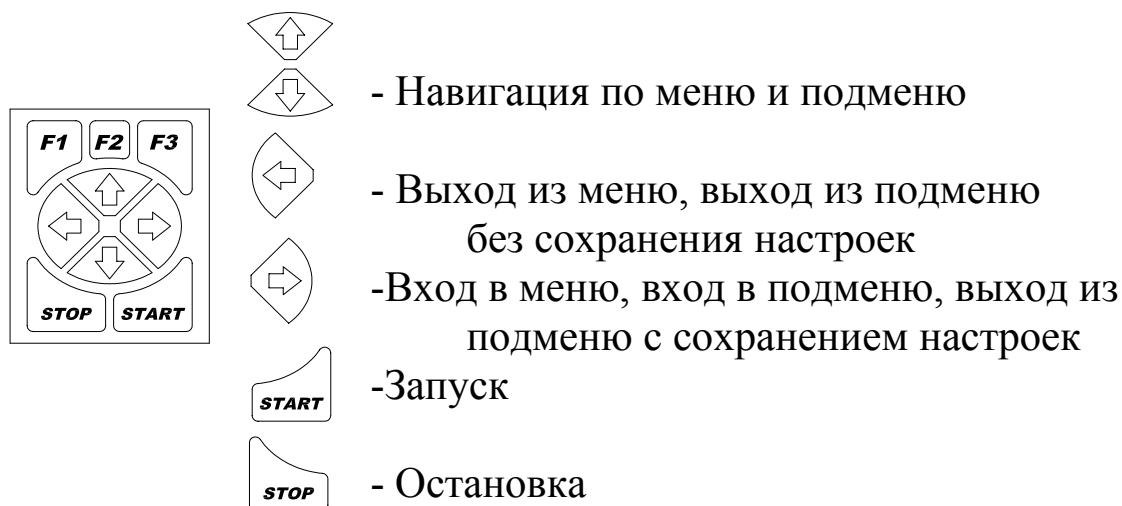 F1 F2 F3
STOP START
- Навигация по меню и подменю
- Выход из меню, выход из подменю
без сохранения настроек
-Вход в меню, вход в подменю, выход из
подменю с сохранением настроек
START -Запуск
STOP - Остановка